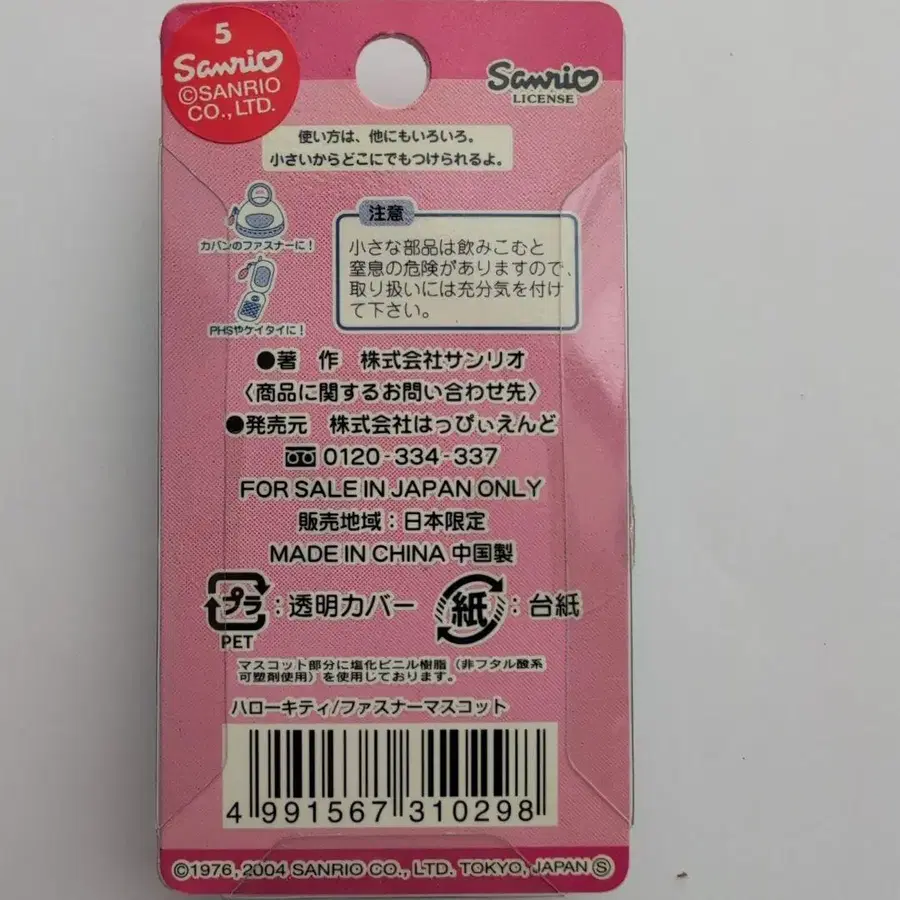 5
Sanrio
©SANRIO
CO., LTD.
Sanrio
LICENSE
使い方は、他にもいろいろ。
小さいからどこにでもつけられるよ。
カバンのファスナーに!
PHSやケイタイに!
注意
小さな部品は飲みこむと
窒息の危険がありますので、
取り扱いには充分気を付け
て下さい。
●著 作 株式会社サンリオ
〈商品に関するお問い合わせ先〉
●発売元 株式会社はっぴぃえんど
0120-334-337
FOR SALE IN JAPAN ONLY
販売地域:日本限定
MADE IN CHINA 中国製
プラ:透明カバー 紙:台紙
PET
マスコット部分に塩化ビニル樹脂(非フタル酸系
可塑剤使用)を使用しております。
ハローキティ/ファスナーマスコット
4 991567 310298
©1976, 2004 SANRIO CO., LTD. TOKYO, JAPAN Ⓢ